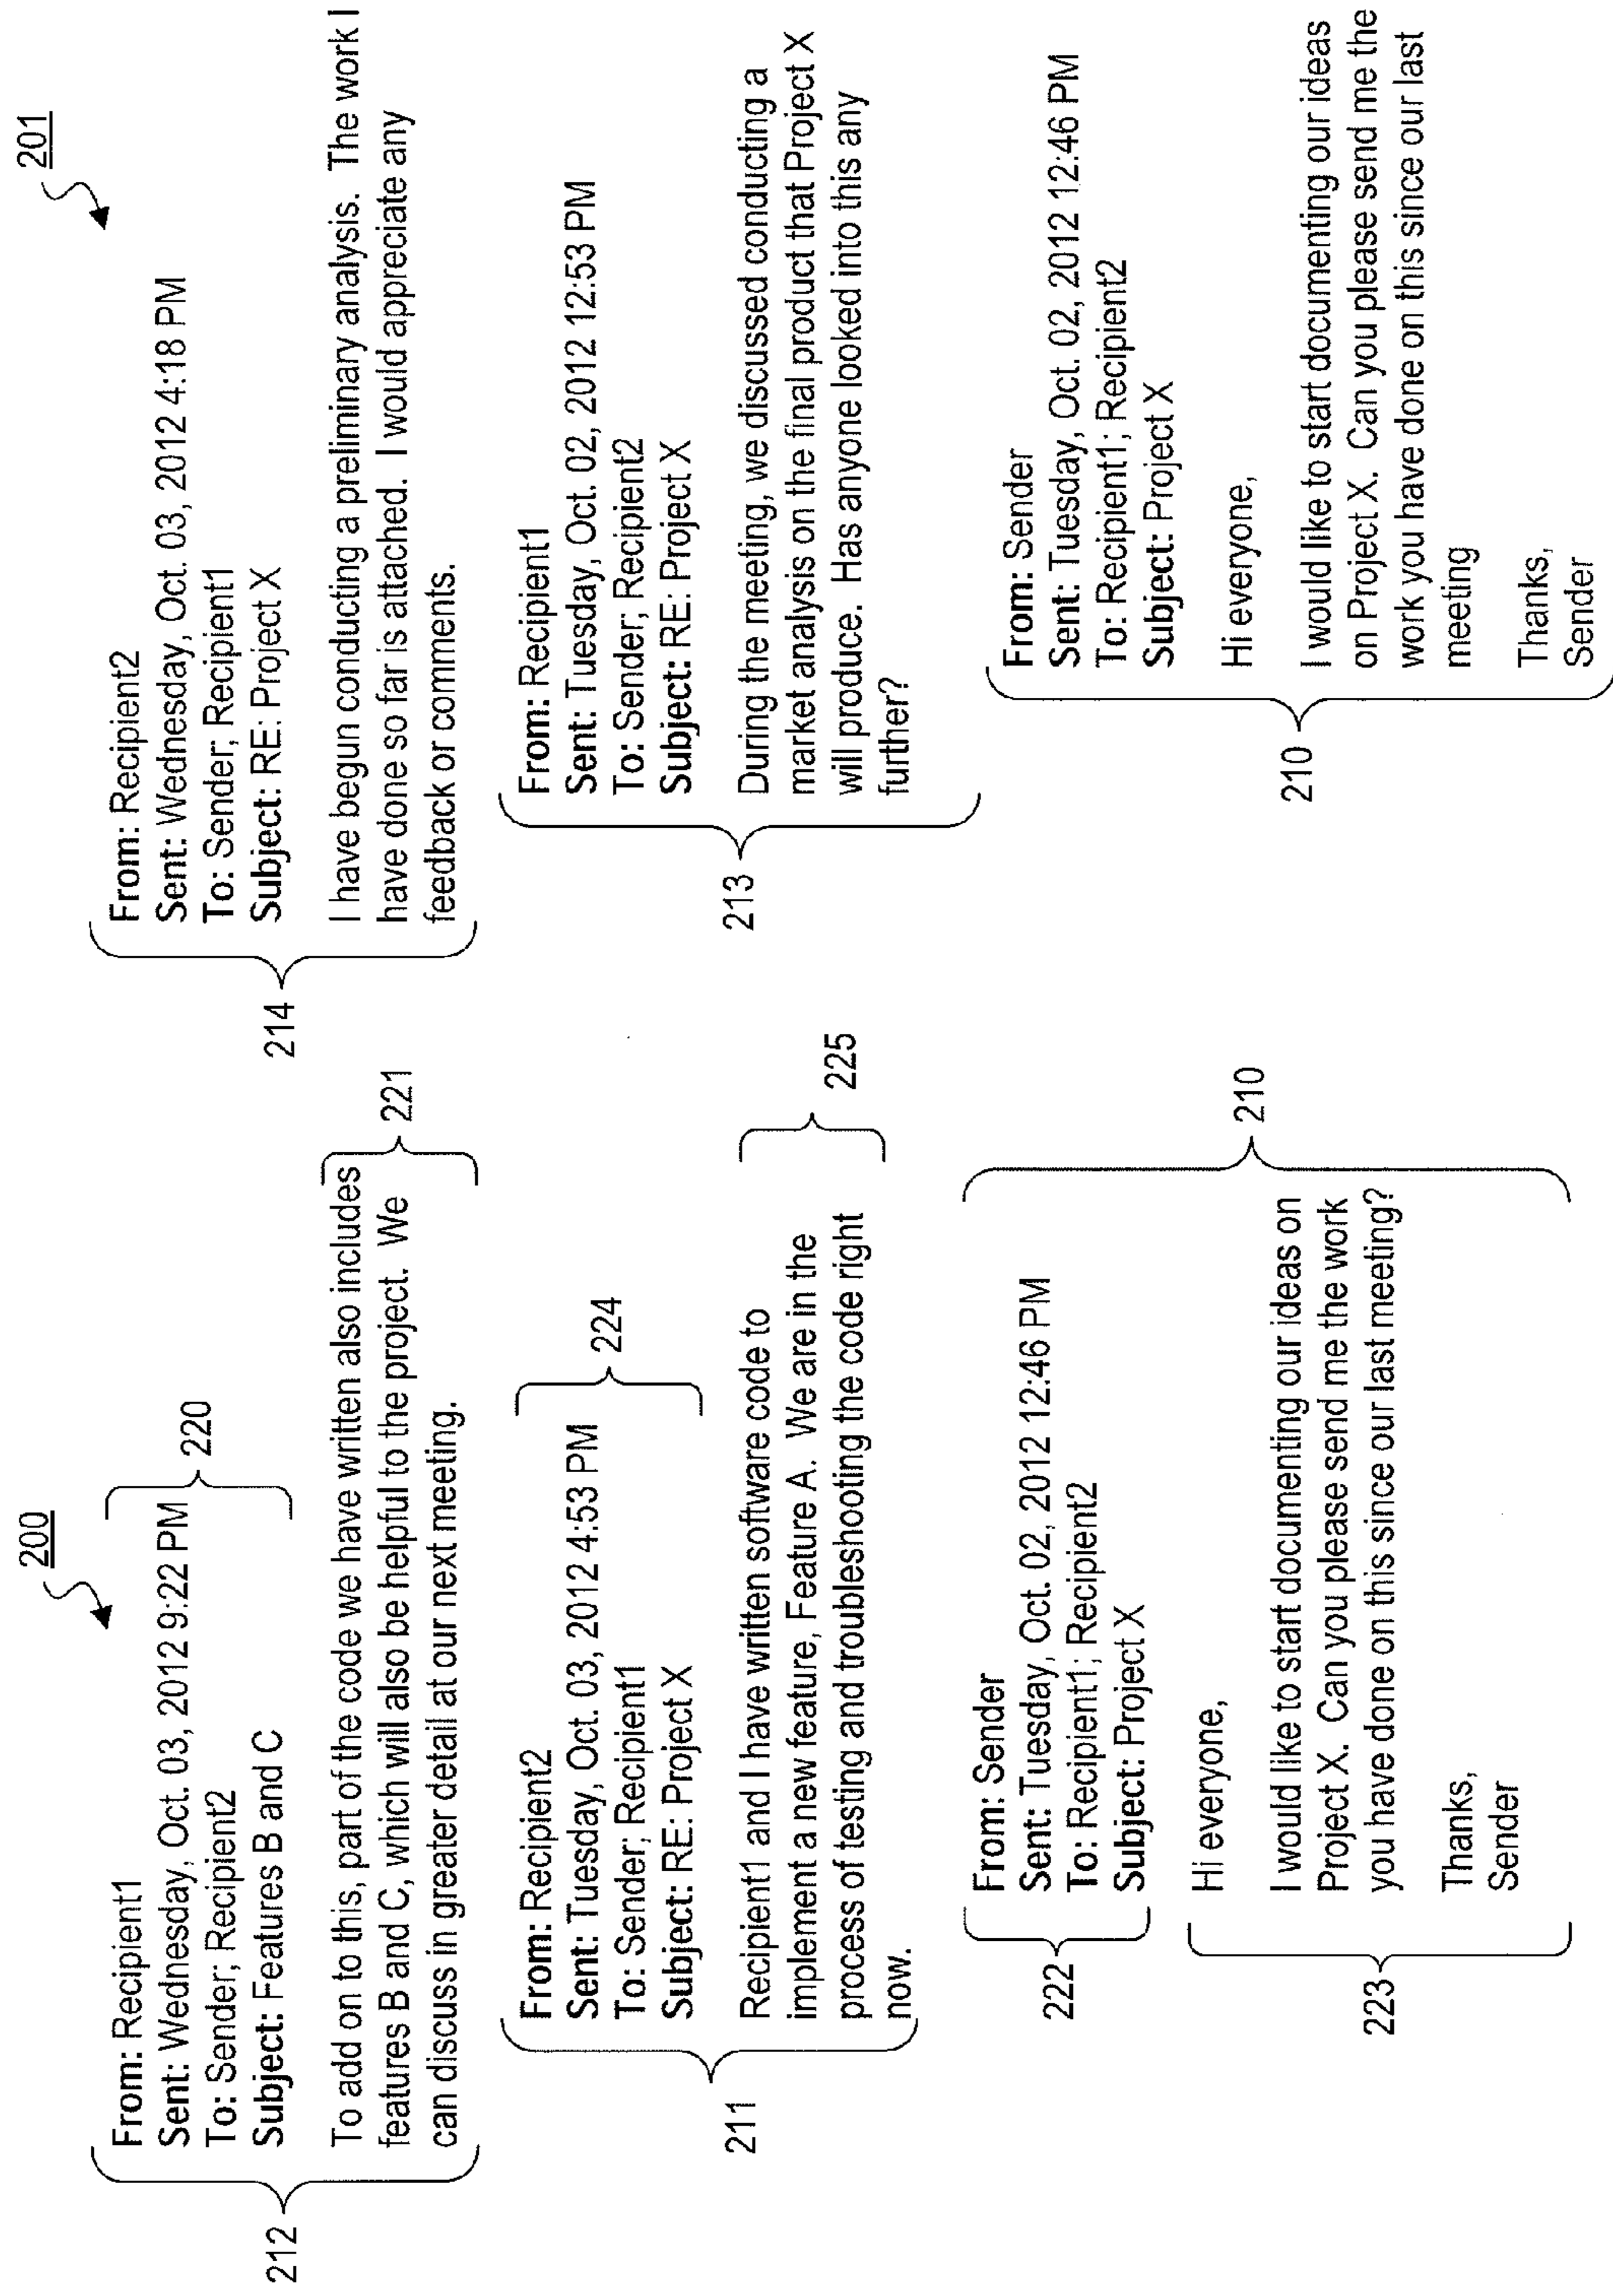 200
212
From: Recipient1
Sent: Wednesday, Oct. 03, 2012 9:22 PM
To: Sender; Recipient2
Subject: Features B and C
220
To add on to this, part of the code we have written also includes
features B and C, which will also be helpful to the project. We
can discuss in greater detail at our next meeting.
221
211
From: Recipient2
Sent: Tuesday, Oct. 03, 2012 4:53 PM
To: Sender; Recipient1
Subject: RE: Project X
224
Recipient1 and I have written software code to
implement a new feature, Feature A. We are in the
process of testing and troubleshooting the code right
now.
225
222
From: Sender
Sent: Tuesday, Oct. 02, 2012 12:46 PM
To: Recipient1; Recipient2
Subject: Project X
210
223
Hi everyone,
I would like to start documenting our ideas on
Project X. Can you please send me the work
you have done on this since our last meeting?
Thanks,
Sender
201
214
From: Recipient2
Sent: Wednesday, Oct. 03, 2012 4:18 PM
To: Sender; Recipient1
Subject: RE: Project X
I have begun conducting a preliminary analysis. The work I
have done so far is attached. I would appreciate any
feedback or comments.
213
From: Recipient1
Sent: Tuesday, Oct. 02, 2012 12:53 PM
To: Sender; Recipient2
Subject: RE: Project X
During the meeting, we discussed conducting a
market analysis on the final product that Project X
will produce. Has anyone looked into this any
further?
210
From: Sender
Sent: Tuesday, Oct. 02, 2012 12:46 PM
To: Recipient1; Recipient2
Subject: Project X
Hi everyone,
I would like to start documenting our ideas
on Project X. Can you please send me the
work you have done on this since our last
meeting
Thanks,
Sender